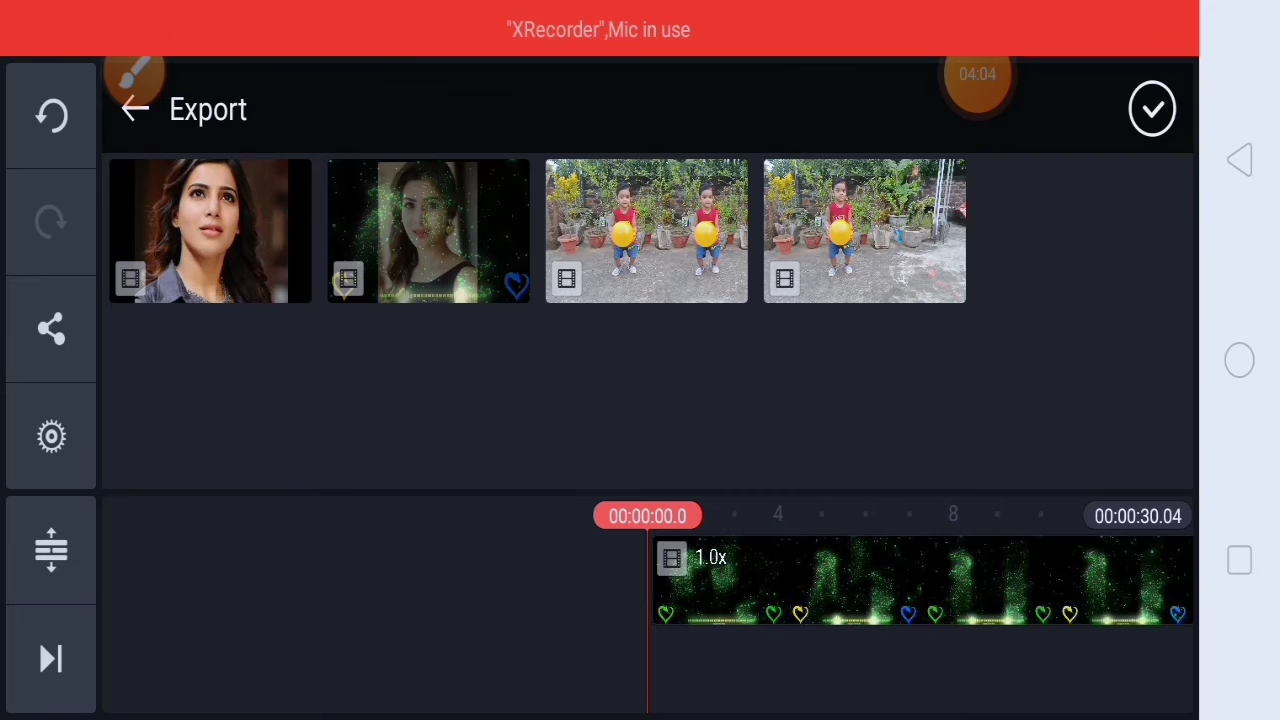 "XRecorder",Mic in use
04:04
Export
00:00:00.0
4
8
00:00:30.04
1.0x